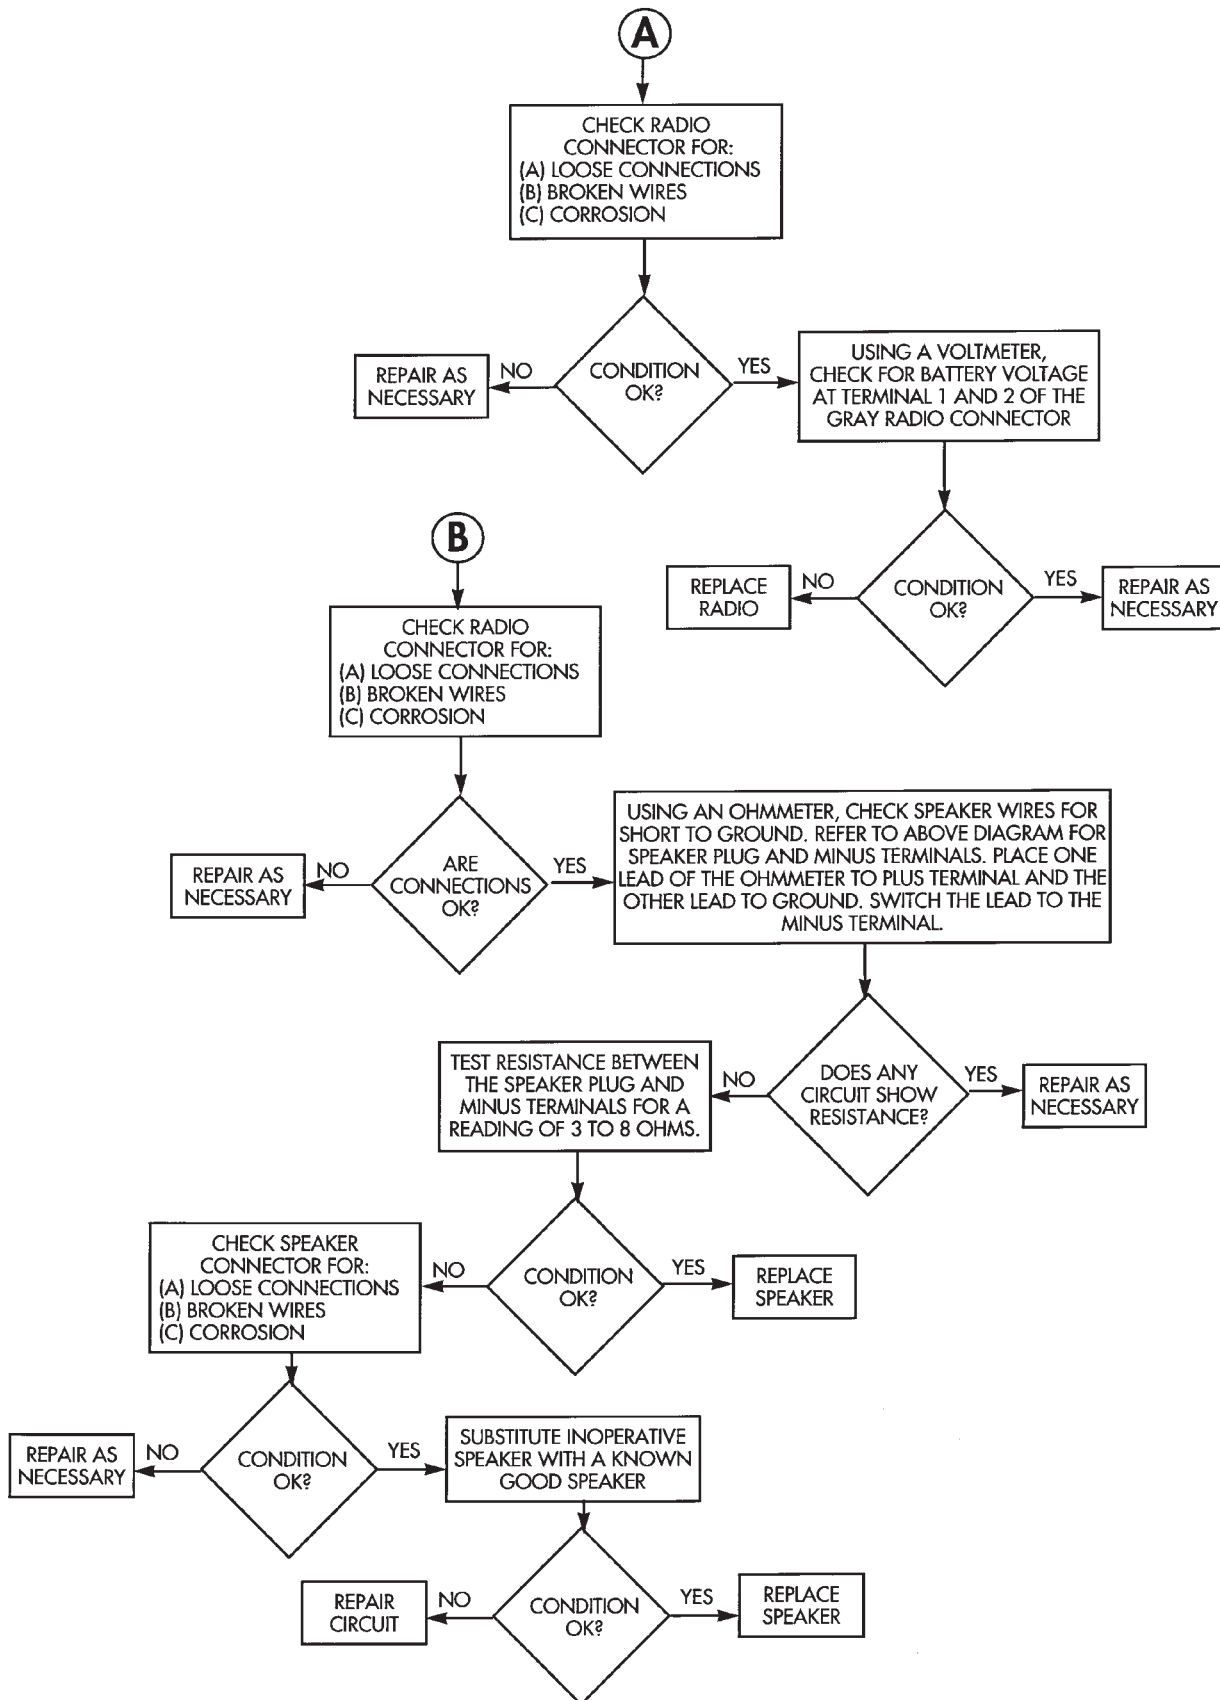 A
CHECK RADIO
CONNECTOR FOR:
(A) LOOSE CONNECTIONS
(B) BROKEN WIRES
(C) CORROSION
CONDITION
OK?
NO
REPAIR AS
NECESSARY
YES
USING A VOLTMETER,
CHECK FOR BATTERY VOLTAGE
AT TERMINAL 1 AND 2 OF THE
GRAY RADIO CONNECTOR
CONDITION
OK?
NO
REPLACE
RADIO
YES
REPAIR AS
NECESSARY
B
CHECK RADIO
CONNECTOR FOR:
(A) LOOSE CONNECTIONS
(B) BROKEN WIRES
(C) CORROSION
ARE
CONNECTIONS
OK?
NO
REPAIR AS
NECESSARY
YES
USING AN OHMMETER, CHECK SPEAKER WIRES FOR
SHORT TO GROUND. REFER TO ABOVE DIAGRAM FOR
SPEAKER PLUG AND MINUS TERMINALS. PLACE ONE
LEAD OF THE OHMMETER TO PLUS TERMINAL AND THE
OTHER LEAD TO GROUND. SWITCH THE LEAD TO THE
MINUS TERMINAL.
DOES ANY
CIRCUIT SHOW
RESISTANCE?
YES
REPAIR AS
NECESSARY
NO
TEST RESISTANCE BETWEEN
THE SPEAKER PLUG AND
MINUS TERMINALS FOR A
READING OF 3 TO 8 OHMS.
CONDITION
OK?
YES
REPLACE
SPEAKER
NO
CHECK SPEAKER
CONNECTOR FOR:
(A) LOOSE CONNECTIONS
(B) BROKEN WIRES
(C) CORROSION
CONDITION
OK?
NO
REPAIR AS
NECESSARY
YES
SUBSTITUTE INOPERATIVE
SPEAKER WITH A KNOWN
GOOD SPEAKER
CONDITION
OK?
NO
REPAIR
CIRCUIT
YES
REPLACE
SPEAKER